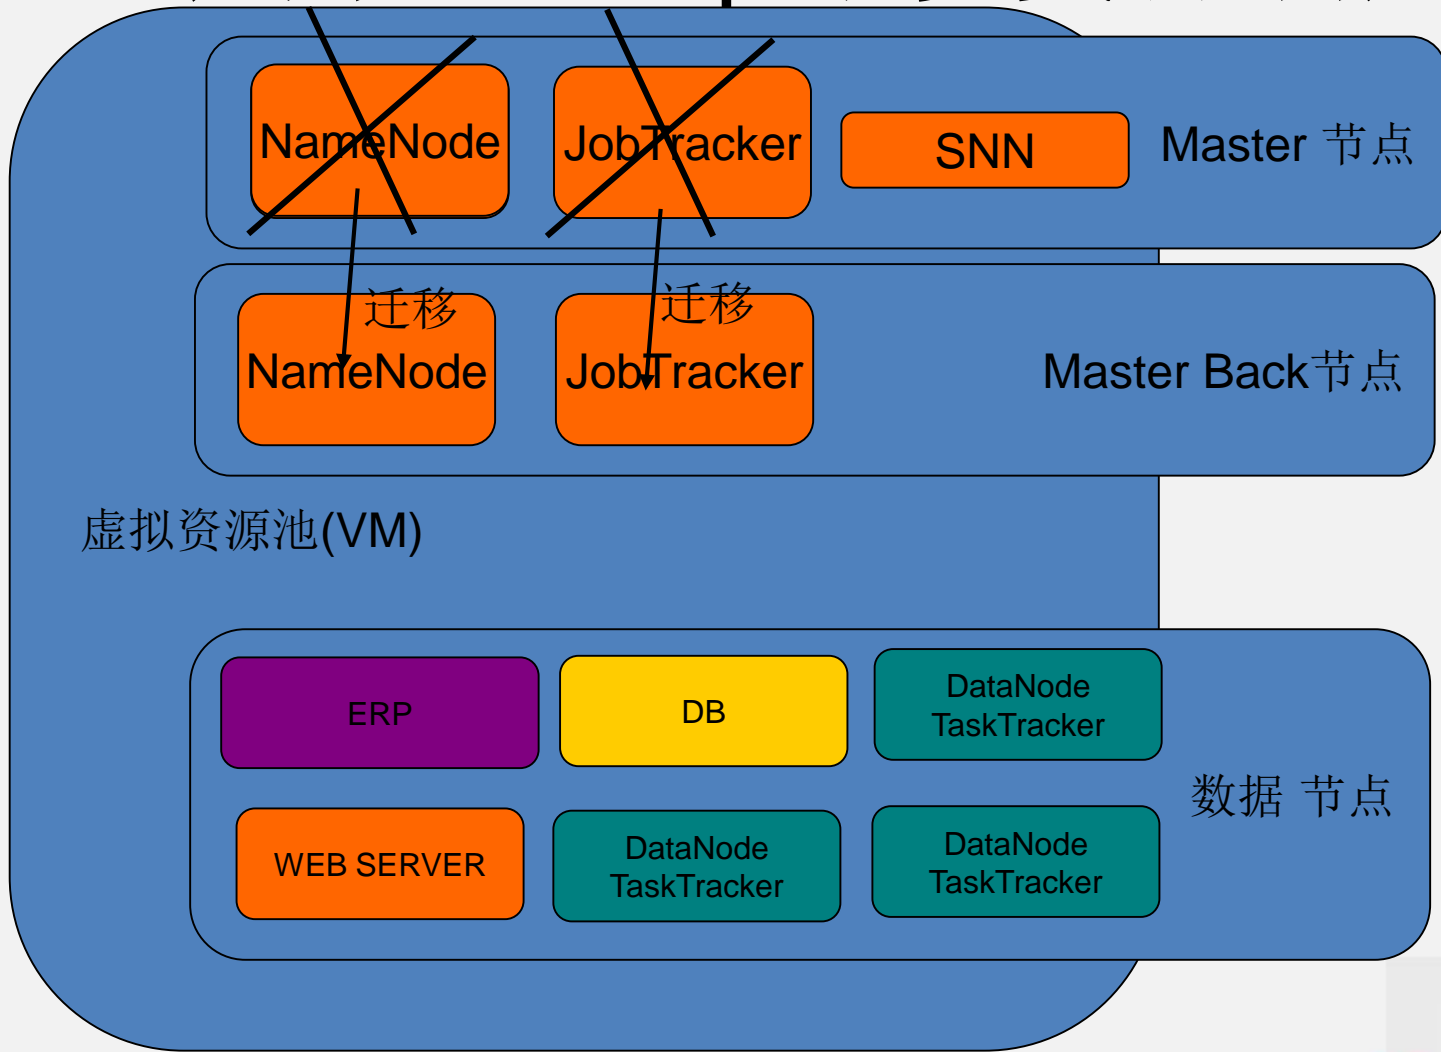 NameNode
JobTracker
SNN
Master 节点
迁移
迁移
NameNode
JobTracker
Master Back节点
虚拟资源池(VM)
ERP
DB
DataNode
TaskTracker
数据 节点
WEB SERVER
DataNode
TaskTracker
DataNode
TaskTracker